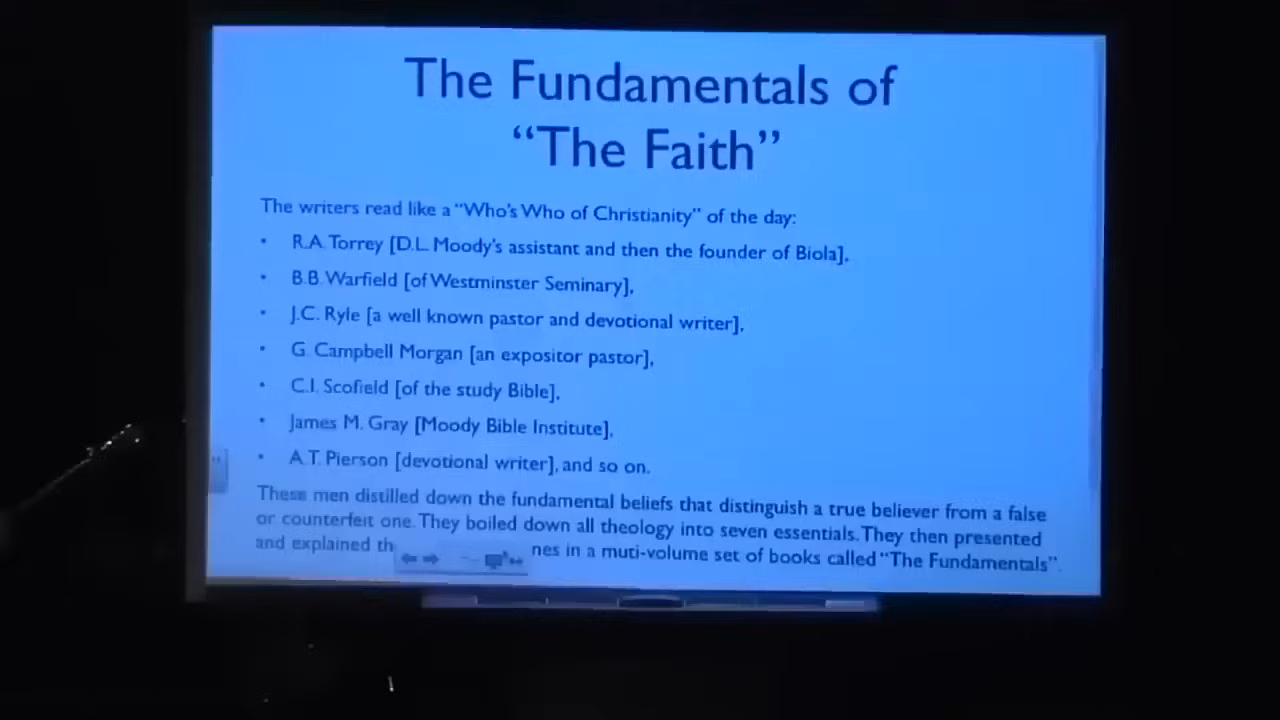 The Fundamentals of
“The Faith”
The writers read like a “Who's Who of Christianity” of the day:
• R.A. Torrey [D.L. Moody's assistant and then the founder of Biola],
• B.B. Warfield [of Westminster Seminary],
• J.C. Ryle [a well known pastor and devotional writer],
• G. Campbell Morgan [an expositor pastor],
• C.I. Scofield [of the study Bible],
• James M. Gray [Moody Bible Institute],
• A.T. Pierson [devotional writer], and so on.
These men distilled down the fundamental beliefs that distinguish a true believer from a false
or counterfeit one. They boiled down all theology into seven essentials. They then presented
and explained th nes in a muti-volume set of books called “The Fundamentals”.